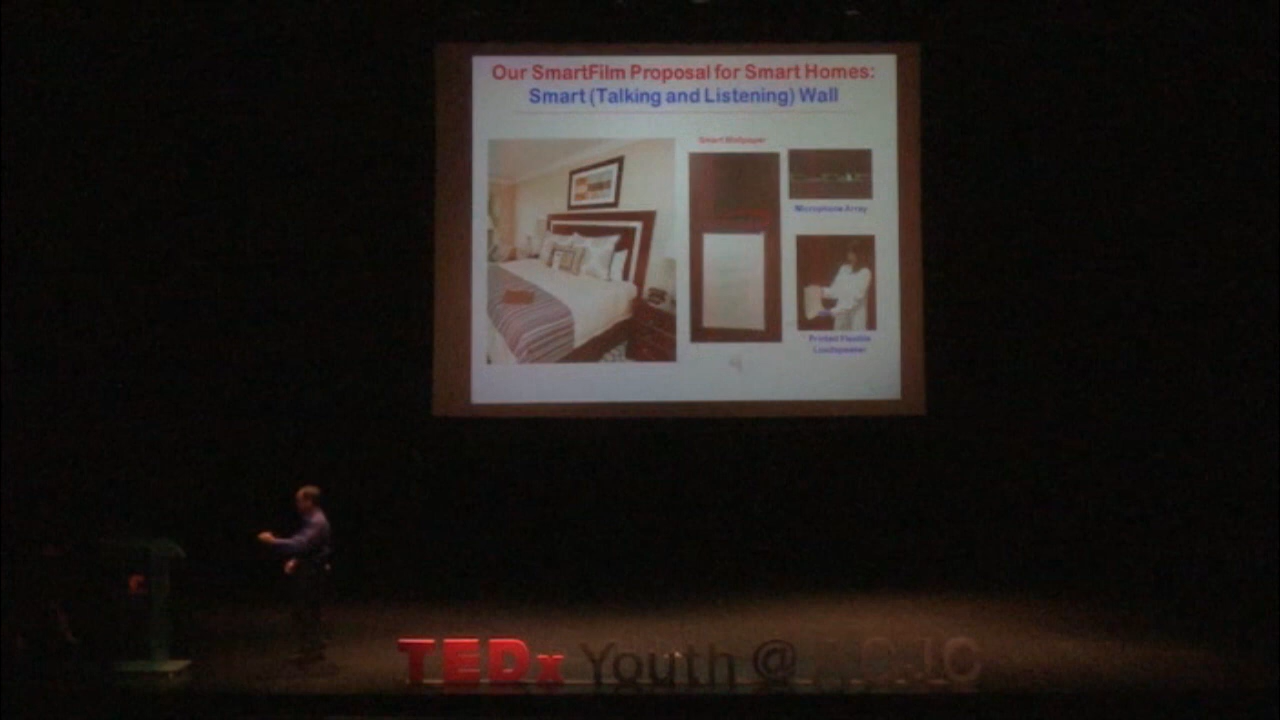 Our SmartFilm Proposal for Smart Homes:
Smart (Talking and Listening) Wall
Smart Wallpaper
Microphone Array
Printed Flexible
Loudspeaker
TEDx Youth @